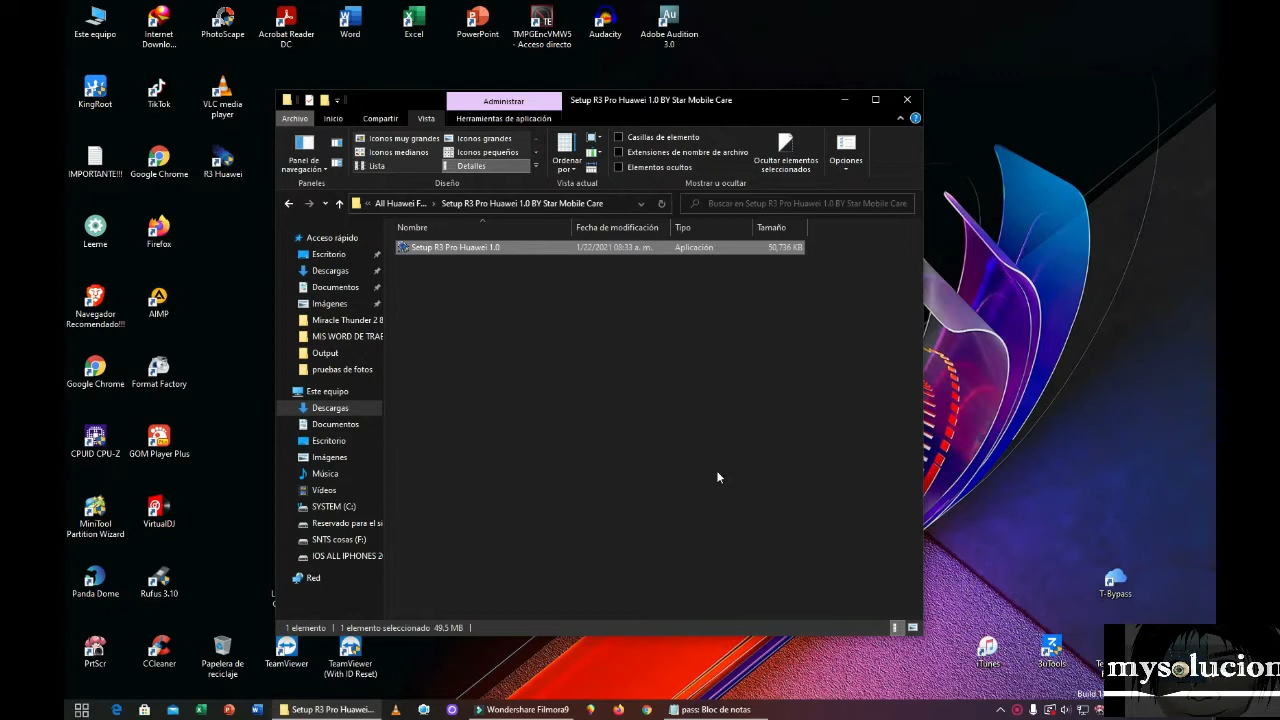 Este equipo
Internet
Downlo...
PhotoScape
Acrobat Reader
DC
Word
Excel
PowerPoint
TMPGEncVMW5
- Acceso directo
Audacity
Adobe Audition
3.0
KingRoot
TikTok
VLC media
player
IMPORTANTE!!!
Google Chrome
R3 Huawei
Leeme
Firefox
Navegador
Recomendado!!!
AIMP
Google Chrome
Format Factory
CPUID CPU-Z
GOM Player Plus
MiniTool
Partition Wizard
VirtualDJ
Panda Dome
Rufus 3.10
PrtScr
CCleaner
Papelera de
reciclaje
TeamViewer
TeamViewer
(With ID Reset)
Administrar
Setup R3 Pro Huawei 1.0 BY Star Mobile Care
Archivo
Inicio
Compartir
Vista
Herramientas de aplicación
Panel de
navegación
Paneles
Iconos muy grandes
Iconos grandes
Iconos medianos
Iconos pequeños
Lista
Detalles
Diseño
Ordenar
por
Vista actual
Casillas de elemento
Extensiones de nombre de archivo
Elementos ocultos
Ocultar elementos
seleccionados
Mostrar u ocultar
Opciones
All Huawei F...
Setup R3 Pro Huawei 1.0 BY Star Mobile Care
Buscar en Setup R3 Pro Huawei 1.0 BY Star Mobile Care
Nombre
Fecha de modificación
Tipo
Tamaño
Setup R3 Pro Huawei 1.0
1/22/2021 08:33 a. m.
Aplicación
50,736 KB
Acceso rápido
Escritorio
Descargas
Documentos
Imágenes
Miracle Thunder 2 8
MIS WORD DE TRAE
Output
pruebas de fotos
Este equipo
Descargas
Documentos
Escritorio
Imágenes
Música
Vídeos
SYSTEM (C:)
Reservado para el si
SNTS cosas (F:)
IOS ALL IPHONES 20
Red
1 elemento
1 elemento seleccionado 49.5 MB
T-Bypass
iTunes
3uTools
mysolucion
Build
Setup R3 Pro Huawei...
Wondershare Filmora9
pass: Bloc de notas